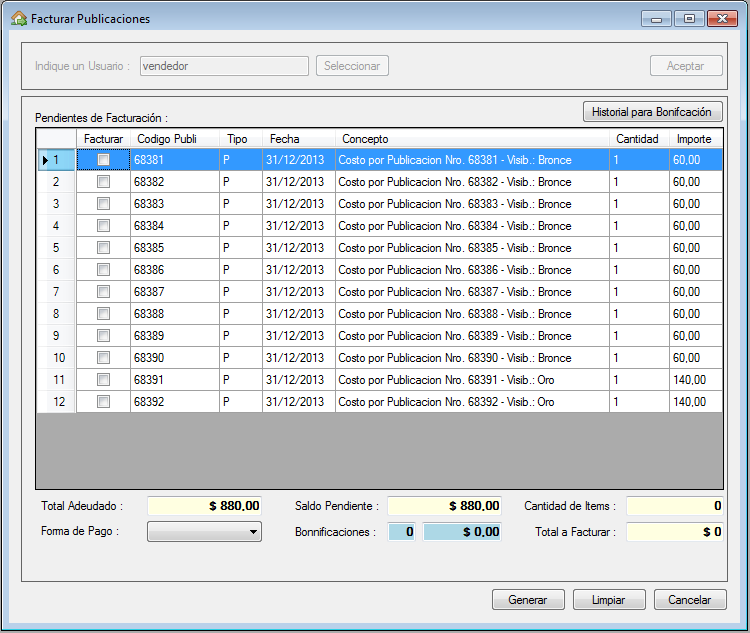 Facturar Publicaciones
Indique un Usuario : vendedor Seleccionar Aceptar
Historial para Bonifcación
Pendientes de Facturación :
Facturar Codigo Publi Tipo Fecha Concepto Cantidad Importe
1 68381 P 31/12/2013 Costo por Publicacion Nro. 68381 - Visib.: Bronce 1 60,00
2 68382 P 31/12/2013 Costo por Publicacion Nro. 68382 - Visib.: Bronce 1 60,00
3 68383 P 31/12/2013 Costo por Publicacion Nro. 68383 - Visib.: Bronce 1 60,00
4 68384 P 31/12/2013 Costo por Publicacion Nro. 68384 - Visib.: Bronce 1 60,00
5 68385 P 31/12/2013 Costo por Publicacion Nro. 68385 - Visib.: Bronce 1 60,00
6 68386 P 31/12/2013 Costo por Publicacion Nro. 68386 - Visib.: Bronce 1 60,00
7 68387 P 31/12/2013 Costo por Publicacion Nro. 68387 - Visib.: Bronce 1 60,00
8 68388 P 31/12/2013 Costo por Publicacion Nro. 68388 - Visib.: Bronce 1 60,00
9 68389 P 31/12/2013 Costo por Publicacion Nro. 68389 - Visib.: Bronce 1 60,00
10 68390 P 31/12/2013 Costo por Publicacion Nro. 68390 - Visib.: Bronce 1 60,00
11 68391 P 31/12/2013 Costo por Publicacion Nro. 68391 - Visib.: Oro 1 140,00
12 68392 P 31/12/2013 Costo por Publicacion Nro. 68392 - Visib.: Oro 1 140,00
Total Adeudado : $ 880,00 Saldo Pendiente : $ 880,00 Cantidad de Items : 0
Forma de Pago : Bonnificaciones : 0 $ 0,00 Total a Facturar : $ 0
Generar Limpiar Cancelar